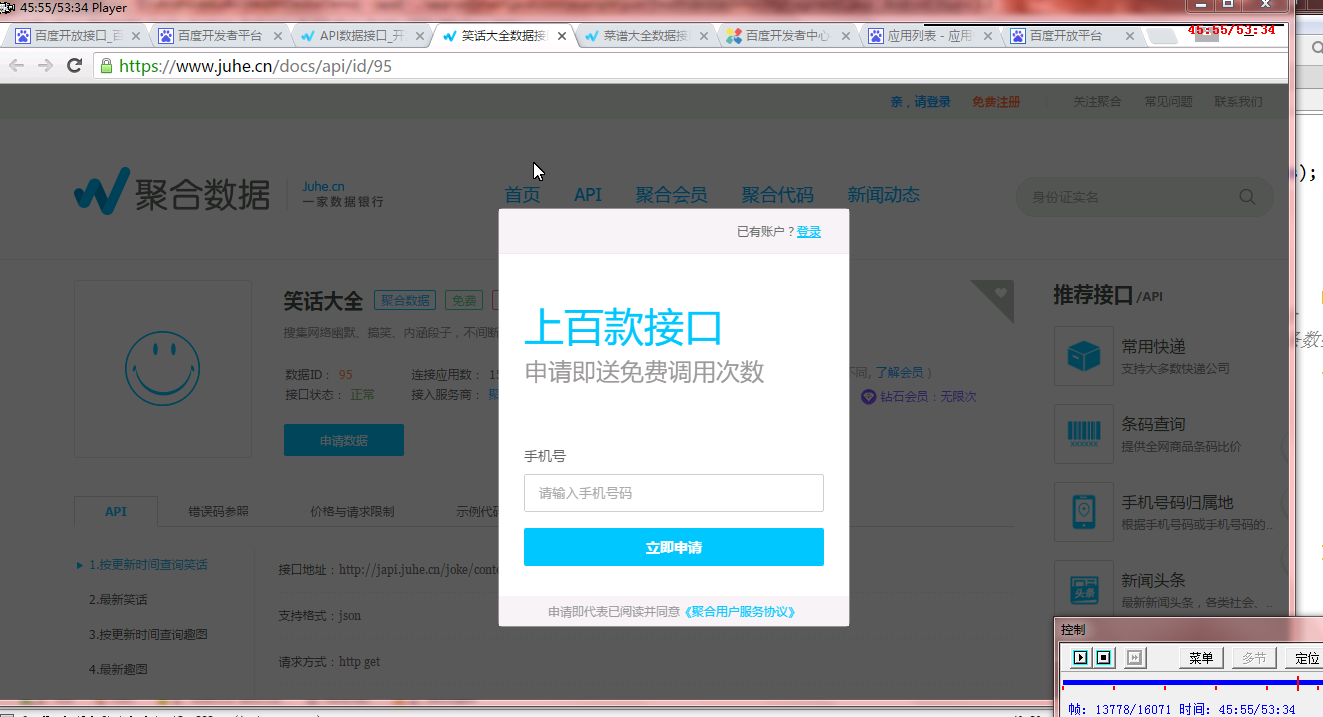 45:55/53:34 Player
百度开放接口_百
百度开发者平台
API数据接口_开
笑话大全数据接
菜谱大全数据接
百度开发者中心
应用列表 - 应用
百度开放平台
45:55/53:34
https://www.juhe.cn/docs/api/id/95
亲，请登录 免费注册 关注聚合 常见问题 联系我们
聚合数据
Juhe.cn
一家数据银行
首页 API 聚合会员 聚合代码 新闻动态
身份证实名
已有账户？登录
上百款接口
申请即送免费调用次数
手机号
请输入手机号码
立即申请
申请即代表已阅读并同意《聚合用户服务协议》
笑话大全 聚合数据 免费
搜集网络幽默、搞笑、内涵段子，不间断
数据ID： 95 连接应用数： 15
不同, 了解会员 ）
接口状态： 正常 接入服务商：
钻石会员：无限次
申请数据
API 错误码参照 价格与请求限制 示例代码
1.按更新时间查询笑话
2.最新笑话
3.按更新时间查询趣图
4.最新趣图
接口地址：http://japi.juhe.cn/joke/conte
支持格式：json
请求方式：http get
推荐接口 /API
常用快递
支持大多数快递公司
条码查询
提供全网商品条码比价
手机号码归属地
根据手机号码或手机号码的..
新闻头条
最新新闻头条，各类社会、..
头条
);
条数
控制
菜单 多节 定位
帧: 13778/16071 时间: 45:55/53:34